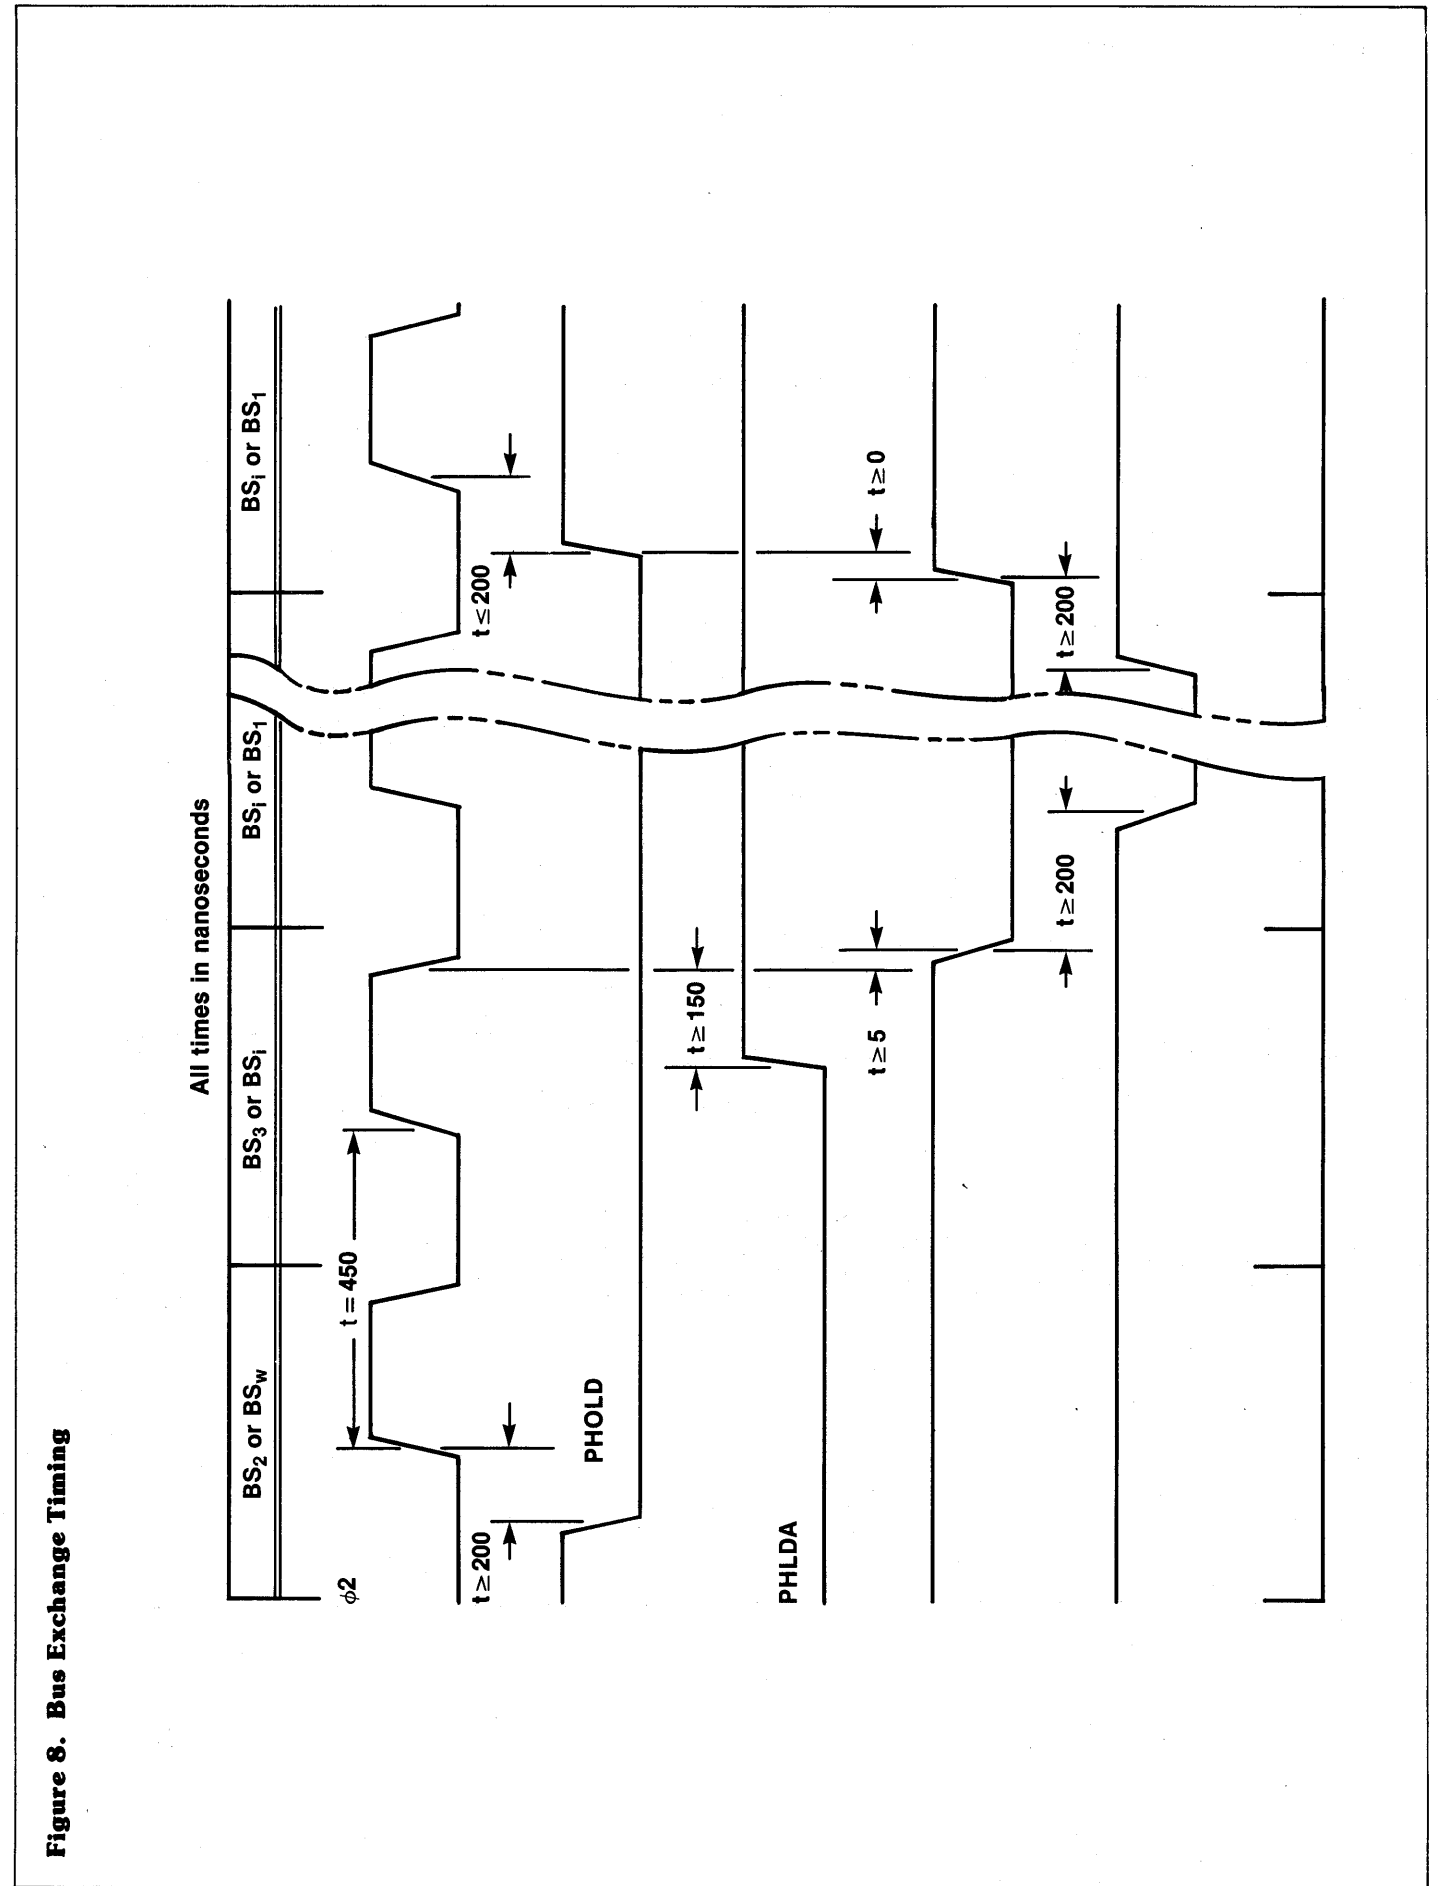 Figure 8. Bus Exchange Timing
All times in nanoseconds
BS₂ or BSw
BS₃ or BSᵢ
BSᵢ or BS₁
BSᵢ or BS₁
ϕ2
t = 450
t ≥ 200
t ≤ 200
PHOLD
t ≥ 150
PHLDA
t ≥ 5
t ≥ 0
t ≥ 200
t ≥ 200